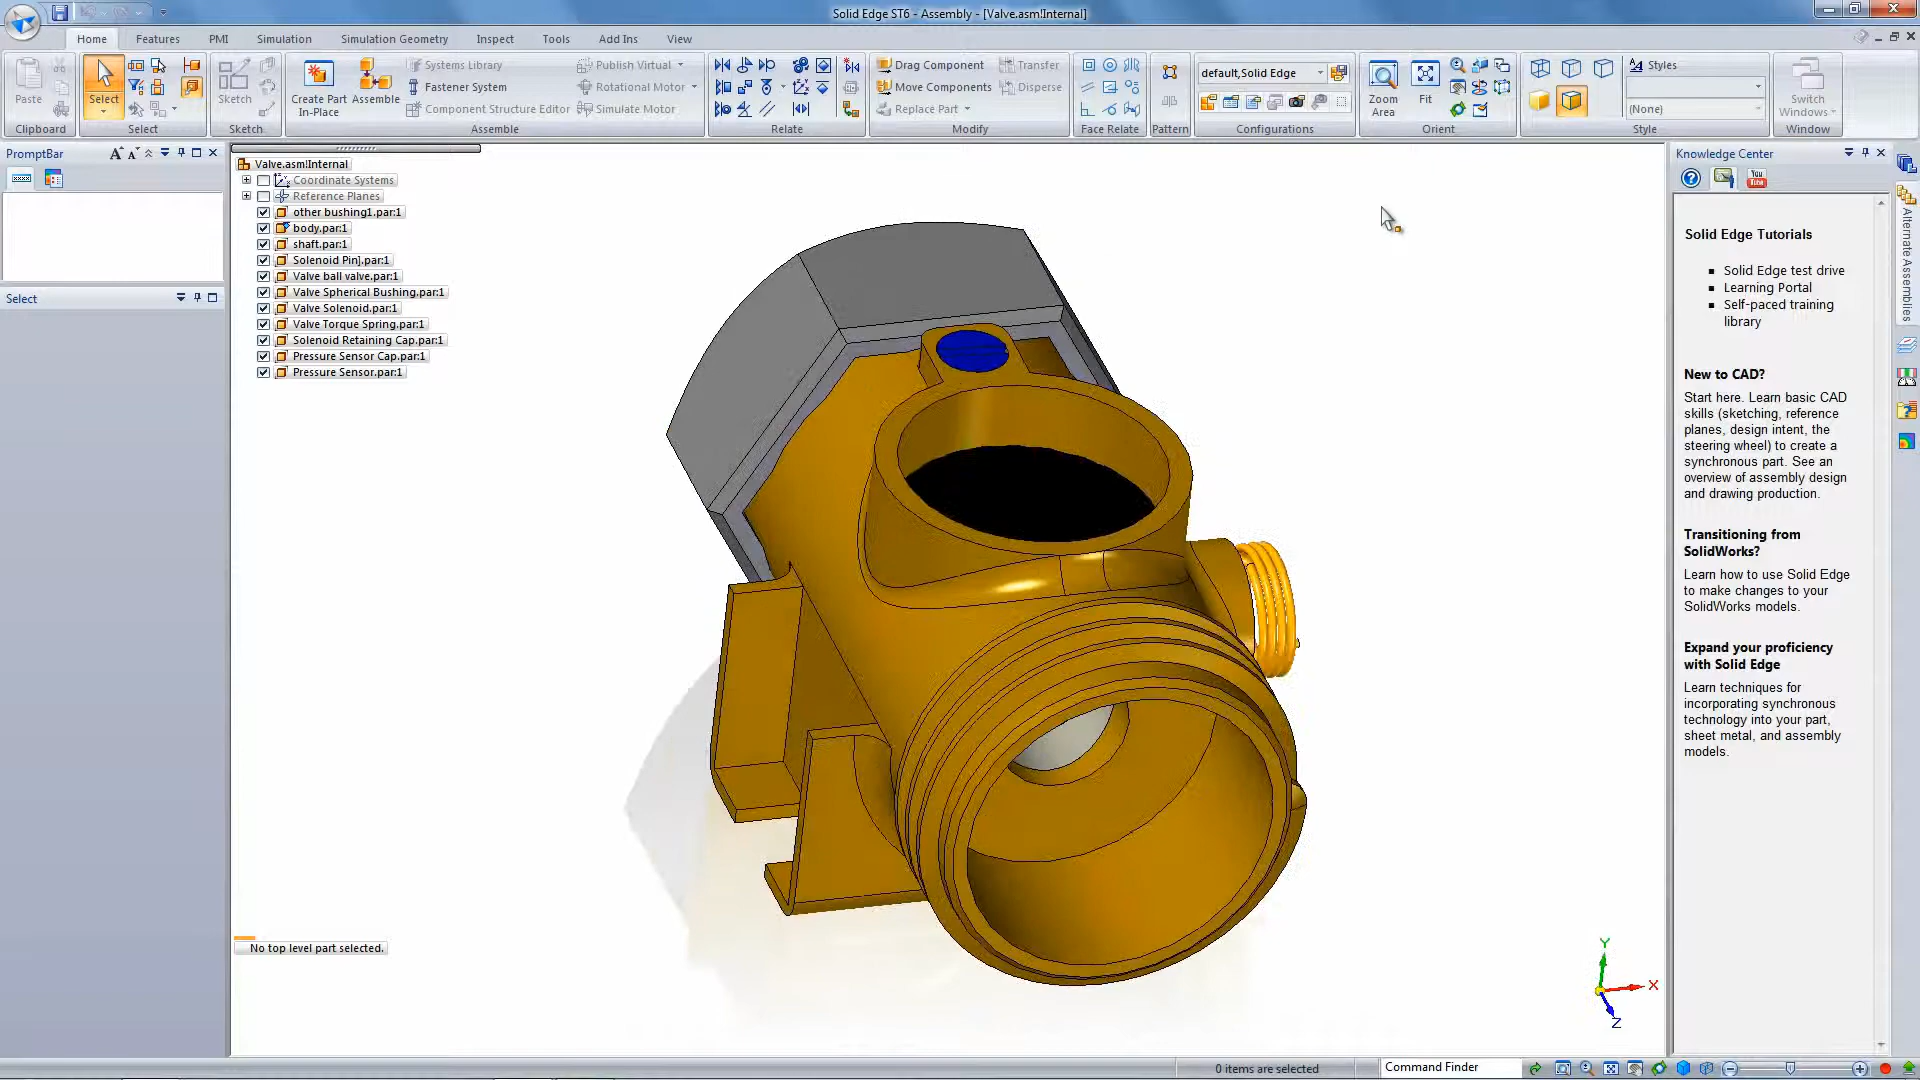 Solid Edge ST6 - Assembly - [Valve.asm!Internal]
Home Features PMI Simulation Simulation Geometry Inspect Tools Add Ins View
Paste
Clipboard
Select
Select
Sketch
Sketch
Create Part
In-Place
Assemble
Systems Library
Fastener System
Component Structure Editor
Publish Virtual
Rotational Motor
Simulate Motor
Assemble
Relate
Drag Component
Move Components
Replace Part
Transfer
Disperse
Modify
Face Relate
Pattern
default,Solid Edge
Configurations
Zoom
Area
Fit
Orient
Styles
(None)
Style
Switch
Windows
Window
PromptBar
Select
Valve.asm!Internal
Coordinate Systems
Reference Planes
other bushing1.par:1
body.par:1
shaft.par:1
Solenoid Pin].par:1
Valve ball valve.par:1
Valve Spherical Bushing.par:1
Valve Solenoid.par:1
Valve Torque Spring.par:1
Solenoid Retaining Cap.par:1
Pressure Sensor Cap.par:1
Pressure Sensor.par:1
No top level part selected.
Y
X
Z
Knowledge Center
You
Tube
Solid Edge Tutorials
Solid Edge test drive
Learning Portal
Self-paced training
library
New to CAD?
Start here. Learn basic CAD
skills (sketching, reference
planes, design intent, the
steering wheel) to create a
synchronous part. See an
overview of assembly design
and drawing production.
Transitioning from
SolidWorks?
Learn how to use Solid Edge
to make changes to your
SolidWorks models.
Expand your proficiency
with Solid Edge
Learn techniques for
incorporating synchronous
technology into your part,
sheet metal, and assembly
models.
Alternate Assemblies
0 items are selected
Command Finder